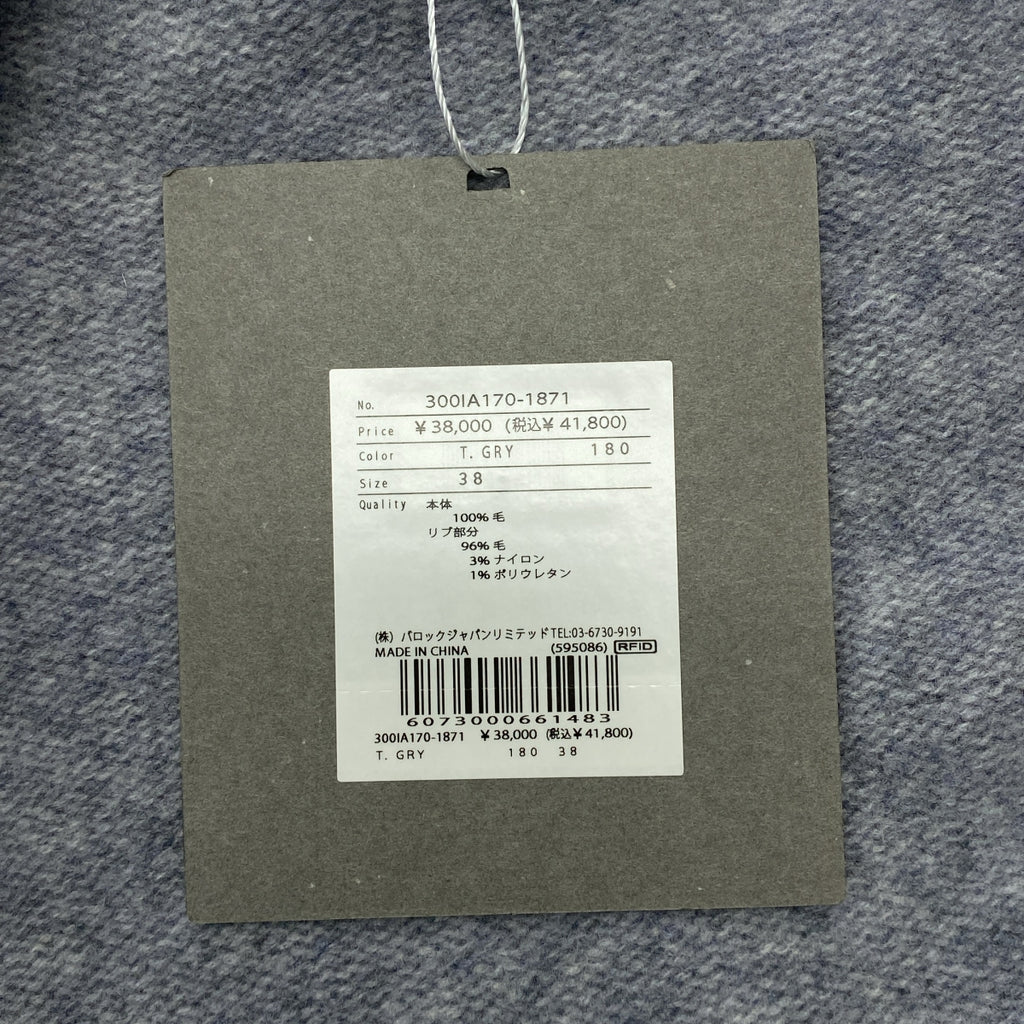 No. 300IA170-1871
Price ¥38,000 (税込¥41,800)
Color T. GRY 180
Size 38
Quality 本体
100% 毛
リブ部分
96% 毛
3% ナイロン
1% ポリウレタン
(株) バロックジャパンリミテッド TEL:03-6730-9191
MADE IN CHINA (595086) RFID
6073000661483
300IA170-1871 ¥38,000 (税込¥41,800)
T. GRY 180 38